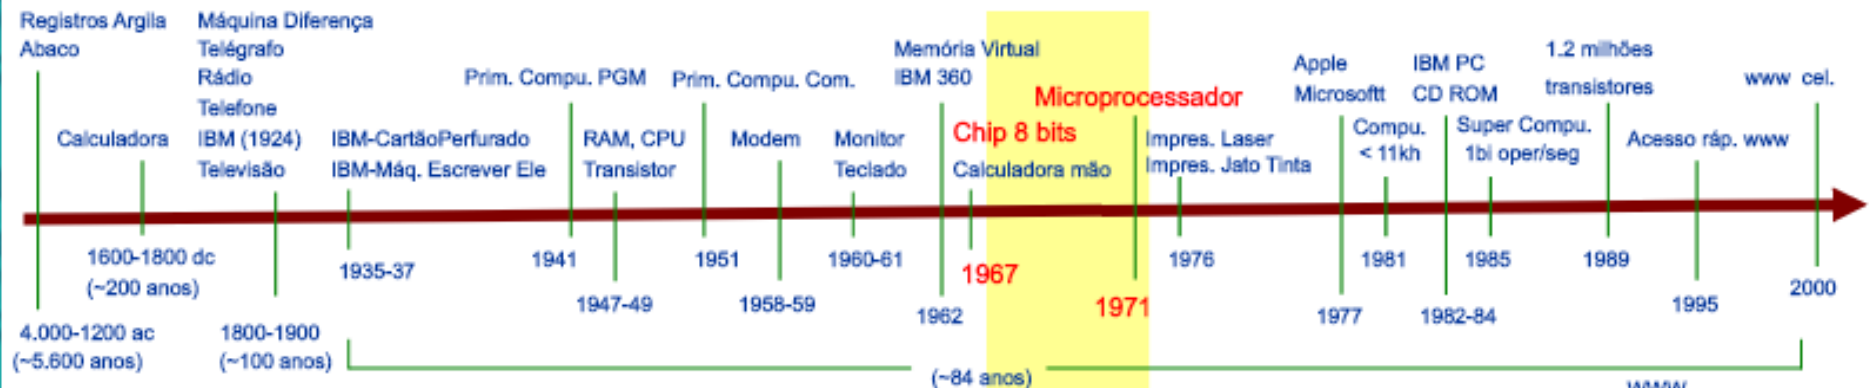 Registros Argila
Abaco
4.000-1200 ac
(~5.600 anos)
Calculadora
1600-1800 dc
(~200 anos)
Máquina Diferença
Telégrafo
Rádio
Telefone
IBM (1924)
Televisão
1800-1900
(~100 anos)
IBM-CartãoPerfurado
IBM-Máq. Escrever Ele
1935-37
Prim. Compu. PGM
1941
RAM, CPU
Transistor
1947-49
Prim. Compu. Com.
1951
Modem
1958-59
Monitor
Teclado
1960-61
Memória Virtual
IBM 360
1962
Chip 8 bits
Calculadora mão
1967
Microprocessador
1971
Impres. Laser
Impres. Jato Tinta
1976
Apple
Microsoftt
1977
Compu.
< 11kh
1981
IBM PC
CD ROM
1982-84
Super Compu.
1bi oper/seg
1985
1.2 milhões
transistores
1989
Acesso ráp. www
1995
www cel.
2000
(~84 anos)
www